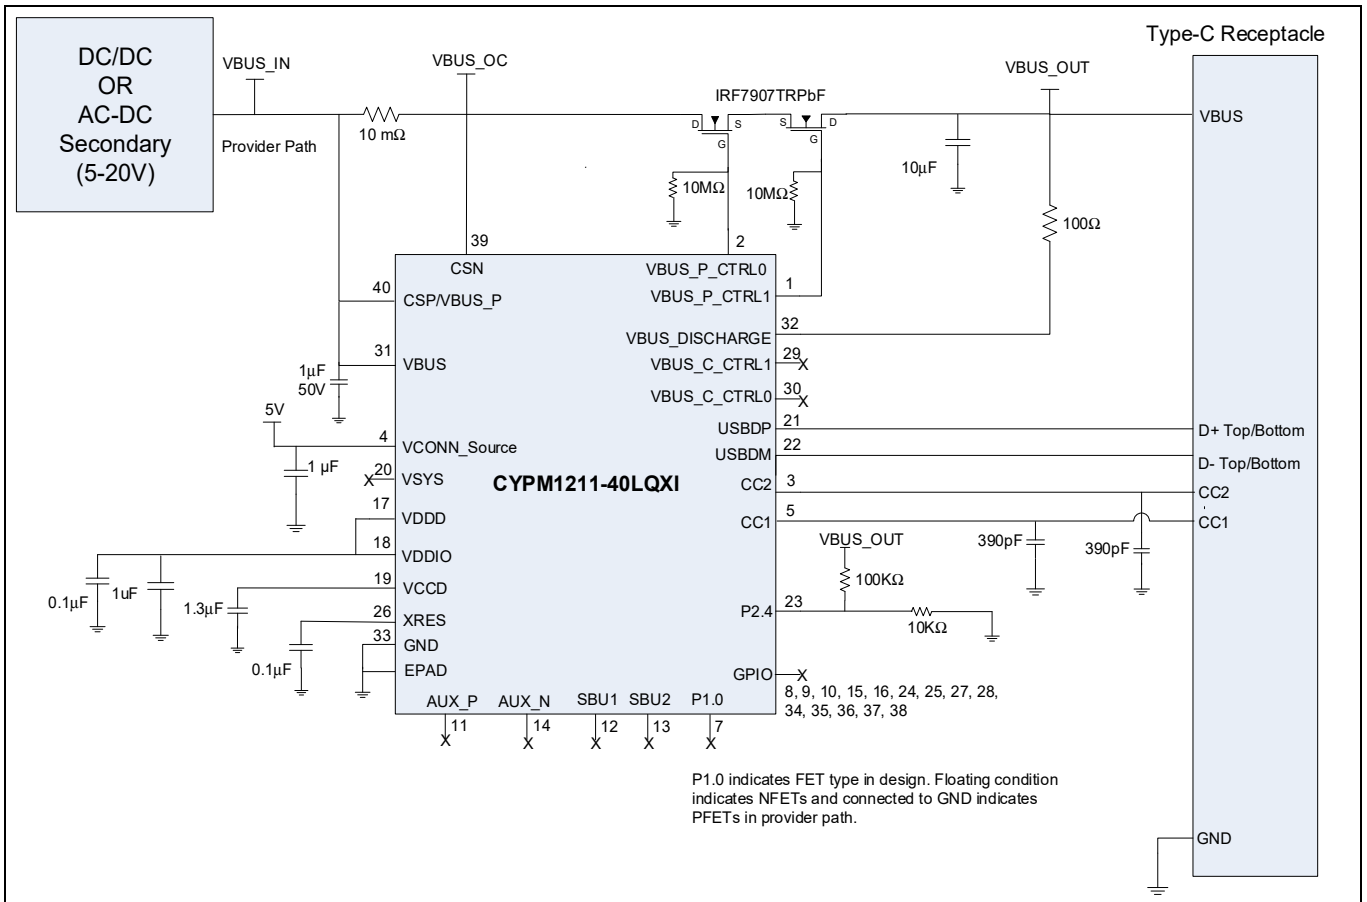 Type-C Receptacle
DC/DC
OR
AC-DC
Secondary
(5-20V)
VBUS_IN
VBUS_OC
VBUS_OUT
IRF7907TRPbF
D
S
G
S
D
G
10 mΩ
Provider Path
VBUS
10µF
10MΩ
10MΩ
100Ω
39
CSN
2
VBUS_P_CTRL0
40
CSP/VBUS_P
1
VBUS_P_CTRL1
32
VBUS_DISCHARGE
31
VBUS
29
VBUS_C_CTRL1
X
1µF
50V
30
VBUS_C_CTRL0
X
5V
21
USBDP
D+ Top/Bottom
4
VCONN_Source
22
USBDM
D- Top/Bottom
1 µF
20
X
VSYS
CYPM1211-40LQXI
3
CC2
CC2
17
VDDD
5
CC1
CC1
18
VDDIO
VBUS_OUT
390pF
390pF
100KΩ
19
VCCD
0.1µF
1uF
1.3µF
23
P2.4
10KΩ
26
XRES
33
GND
0.1µF
EPAD
GPIO
X
8, 9, 10, 15, 16, 24, 25, 27, 28,
34, 35, 36, 37, 38
AUX_P
AUX_N
SBU1
SBU2
P1.0
11
14
12
13
7
X
X
X
X
X
P1.0 indicates FET type in design. Floating condition
indicates NFETs and connected to GND indicates
PFETs in provider path.
GND